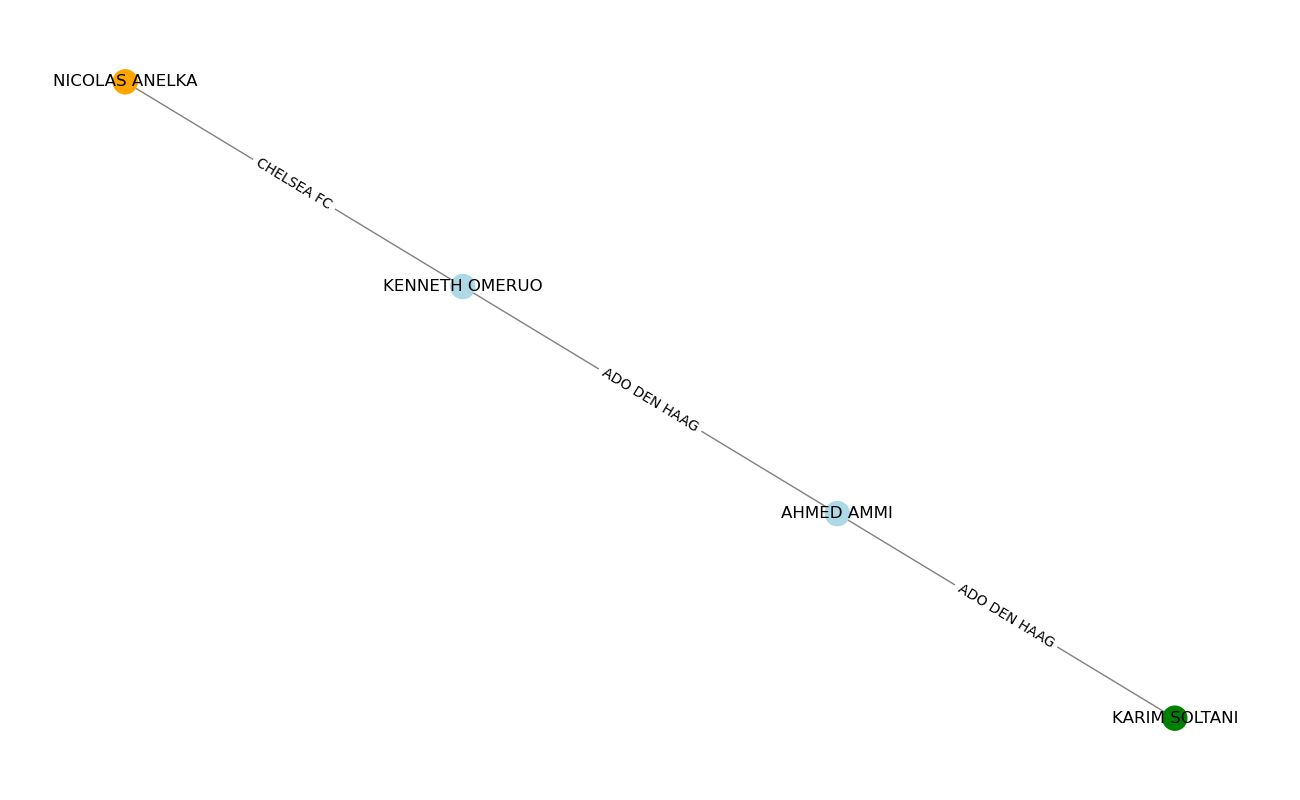 NICOLAS ANELKA
CHELSEA FC
KENNETH OMERUO
ADO DEN HAAG
AHMED AMMI
ADO DEN HAAG
KARIM SOLTANI